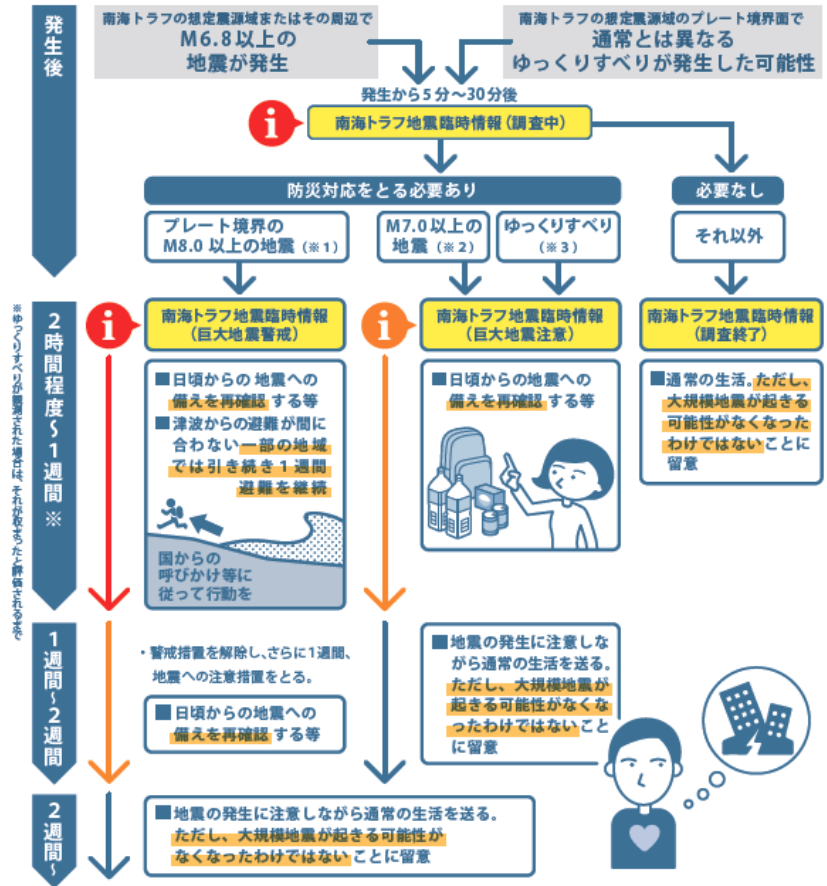 発生後
南海トラフの想定震源域またはその周辺で
M6.8以上の
地震が発生
南海トラフの想定震源域のプレート境界面で
通常とは異なる
ゆっくりすべりが発生した可能性
発生から5分〜30分後
i
南海トラフ地震臨時情報(調査中)
防災対応をとる必要あり
必要なし
プレート境界の
M8.0以上の地震(※1)
M7.0以上の
地震(※2)
ゆっくりすべり
(※3)
それ以外
2時間程度〜1週間※
※ゆっくりすべりが観測された場合は、それが収まったと評価されるまで
i
南海トラフ地震臨時情報
(巨大地震警戒)
i
南海トラフ地震臨時情報
(巨大地震注意)
南海トラフ地震臨時情報
(調査終了)
■日頃からの地震への
備えを再確認する等
■津波からの避難が間に
合わない一部の地域
では引き続き1週間
避難を継続
国からの
呼びかけ等に
従って行動を
■日頃からの地震への
備えを再確認する等
■通常の生活。ただし、
大規模地震が起きる
可能性がなくなった
わけではないことに
留意
1週間〜2週間
・警戒措置を解除し、さらに1週間、
地震への注意措置をとる。
■日頃からの地震への
備えを再確認する等
■地震の発生に注意しな
がら通常の生活を送る。
ただし、大規模地震が
起きる可能性がなくな
ったわけではないこと
に留意
2週間〜
■地震の発生に注意しながら通常の生活を送る。
ただし、大規模地震が起きる可能性が
なくなったわけではないことに留意